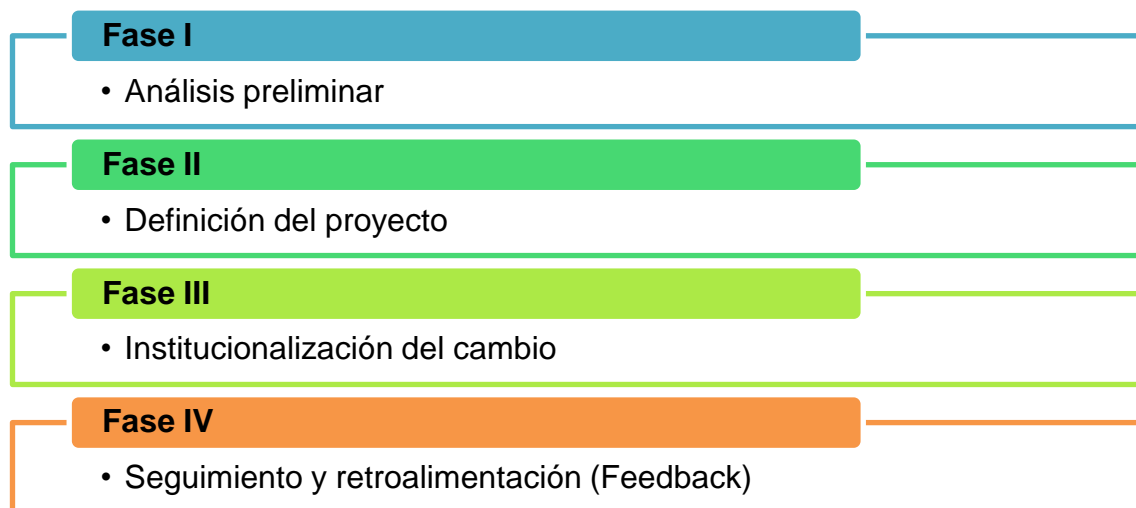 Fase I
• Análisis preliminar
Fase II
• Definición del proyecto
Fase III
• Institucionalización del cambio
Fase IV
• Seguimiento y retroalimentación (Feedback)